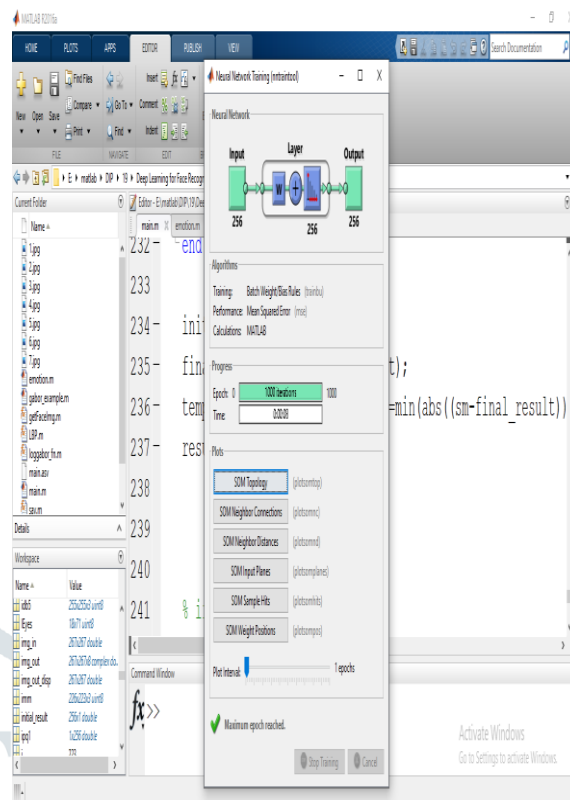 MATLAB R2016a
HOME PLOTS APPS EDITOR PUBLISH VIEW
Search Documentation
New Open Save
Find Files
Compare
Print
Go To
Find
Insert
Comment
Indent
FILE NAVIGATE EDIT
E: matlab DIP 19 Deep Learning for Face Recogn
Current Folder
Name
1.jpg
2.jpg
3.jpg
4.jpg
5.jpg
6.jpg
7.jpg
emotion.m
gabor_example.m
getFaceImg.m
LBP.m
loggabor_fn.m
main.asv
main.m
Details
Workspace
Name Value
255x255x3 uint8
Eyes 18x71 uint8
img_in 267x267 double
img_out 267x267x8 complex do..
img_out_disp 267x267 double
imm 226x223x3 uint8
initial_result 256x1 double
ipq1 1x256 double
Editor - E:\matlab\DIP\19.Dee
main.m emotion.m
232 - end
233
234 - ini
235 - fin t);
236 - tem =min(abs((sm-final_result))
237 - res
238
239
240
241 % i
Command Window
fx >>
Neural Network Training (nntraintool)
Neural Network
Input Layer Output
W +
256 256 256
Algorithms
Training: Batch Weight/Bias Rules (trainbu)
Performance: Mean Squared Error (mse)
Calculations: MATLAB
Progress
Epoch: 0 1000 iterations 1000
Time: 0:00:08
Plots
SOM Topology (plotsomtop)
SOM Neighbor Connections (plotsomnc)
SOM Neighbor Distances (plotsomnd)
SOM Input Planes (plotsomplanes)
SOM Sample Hits (plotsomhits)
SOM Weight Positions (plotsompos)
Plot Interval: 1 epochs
Maximum epoch reached.
Stop Training Cancel
Activate Windows
Go to Settings to activate Windows.